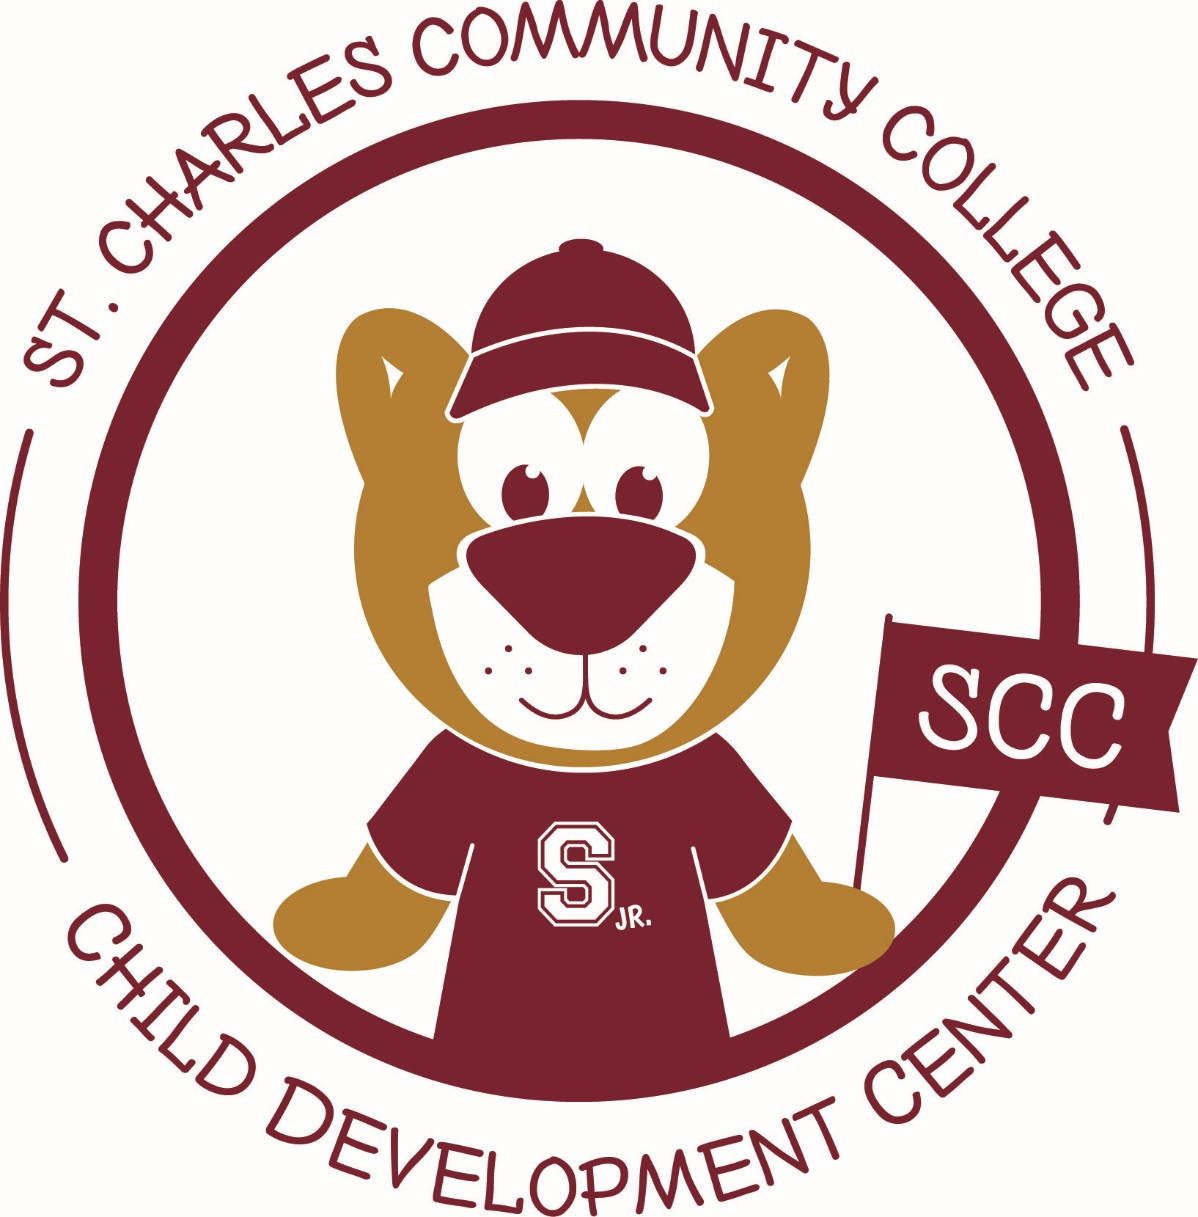 ST. CHARLES COMMUNITY COLLEGE
SCC
S JR.
CHILD DEVELOPMENT CENTER